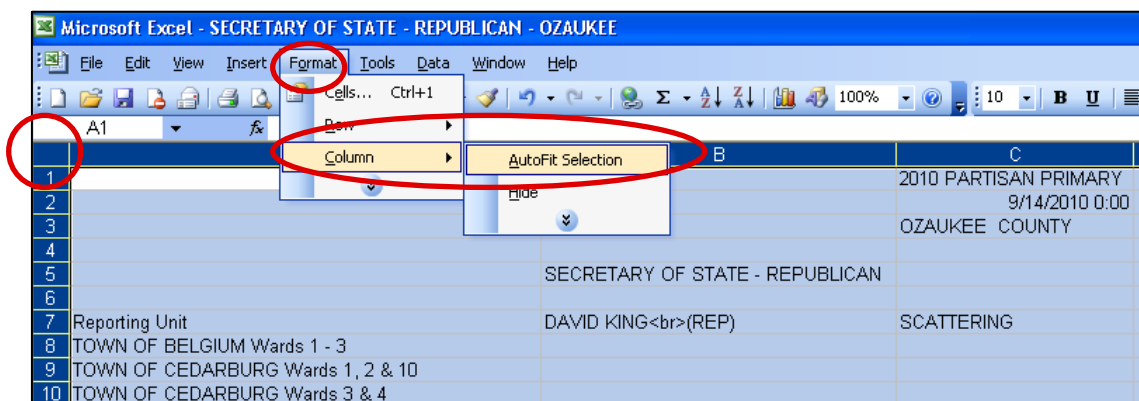 Microsoft Excel - SECRETARY OF STATE - REPUBLICAN - OZAUKEE
File Edit View Insert Format Tools Data Window Help
Cells... Ctrl+1
Σ 100% 10 B U
A1 fx Row
Column AutoFit Selection
Hide
B C
1 2010 PARTISAN PRIMARY
2 9/14/2010 0:00
3 OZAUKEE COUNTY
4
5 SECRETARY OF STATE - REPUBLICAN
6
7 Reporting Unit DAVID KING<br>(REP) SCATTERING
8 TOWN OF BELGIUM Wards 1 - 3
9 TOWN OF CEDARBURG Wards 1, 2 & 10
10 TOWN OF CEDARBURG Wards 3 & 4